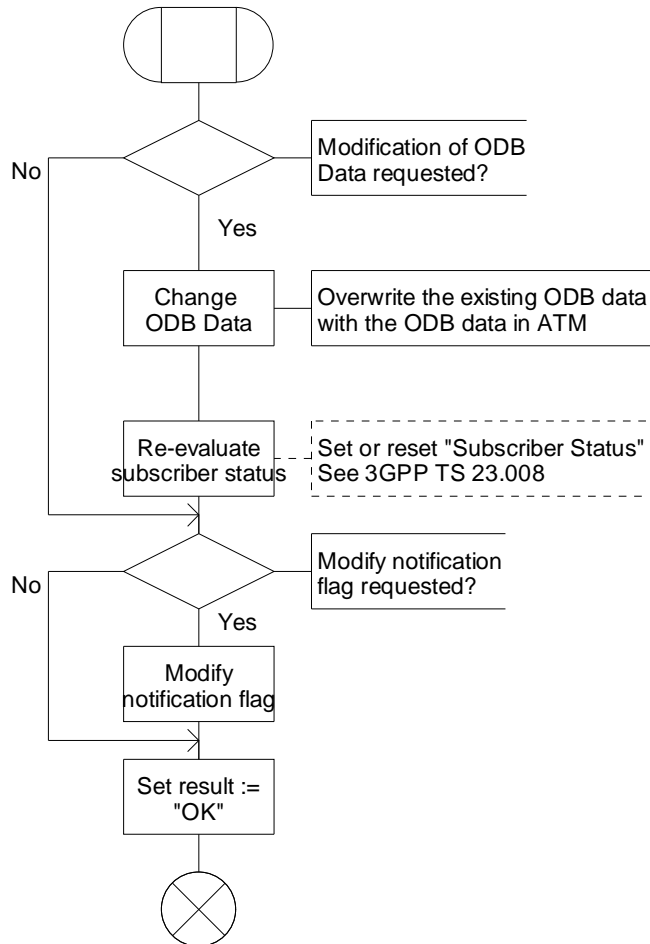 Modification of ODB
Data requested?
No
Yes
Change
ODB Data
Overwrite the existing ODB data
with the ODB data in ATM
Re-evaluate
subscriber status
Set or reset "Subscriber Status"
See 3GPP TS 23.008
Modify notification
flag requested?
No
Yes
Modify
notification flag
Set result :=
"OK"